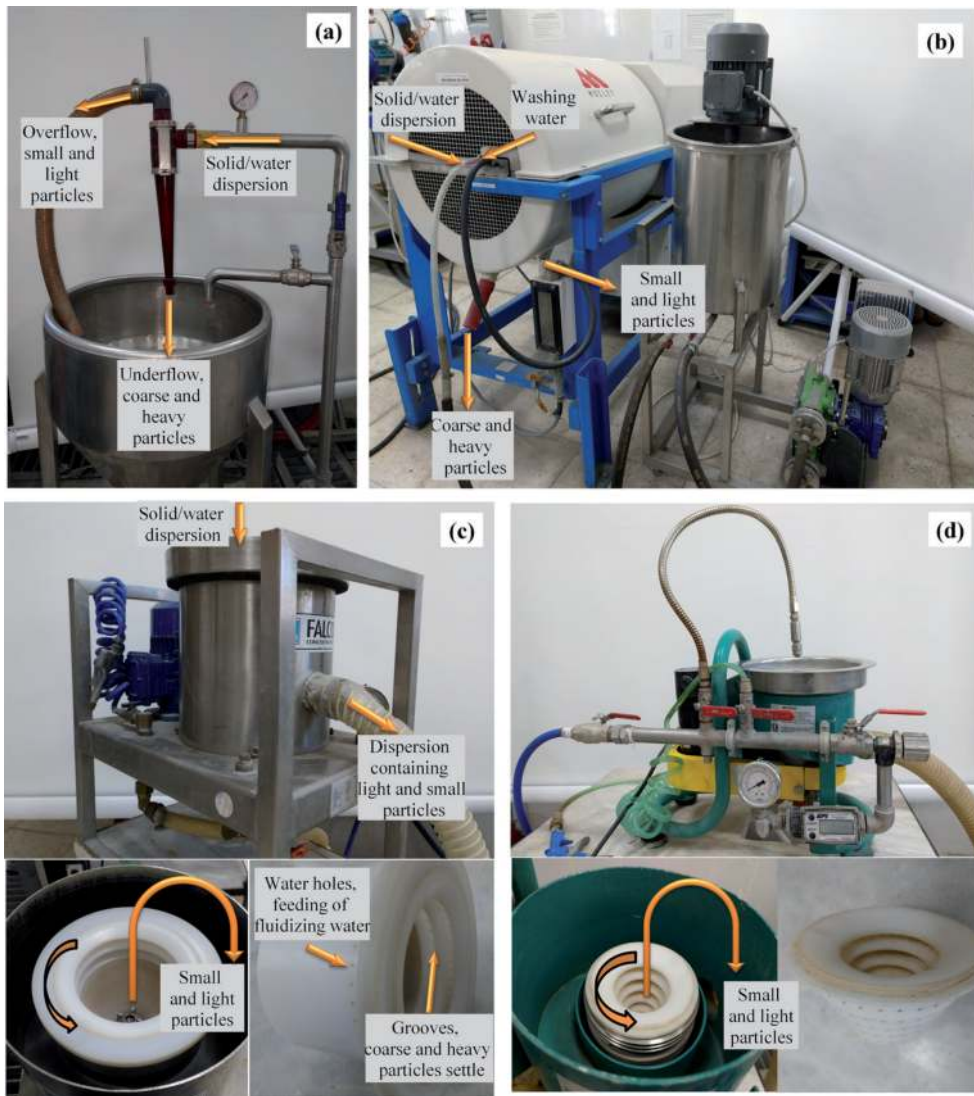 (a)
Overflow,
small and
light
particles
Solid/water
dispersion
Underflow,
coarse and
heavy
particles
(b)
MOZLEY
Solid/water
dispersion
Washing
water
Small
and light
particles
Coarse and
heavy
particles
Solid/water
dispersion
(c)
FALCO
Dispersion
containing
light and small
particles
Small
and light
particles
Water holes,
feeding of
fluidizing water
Grooves,
coarse and heavy
particles settle
(d)
Small
and light
particles